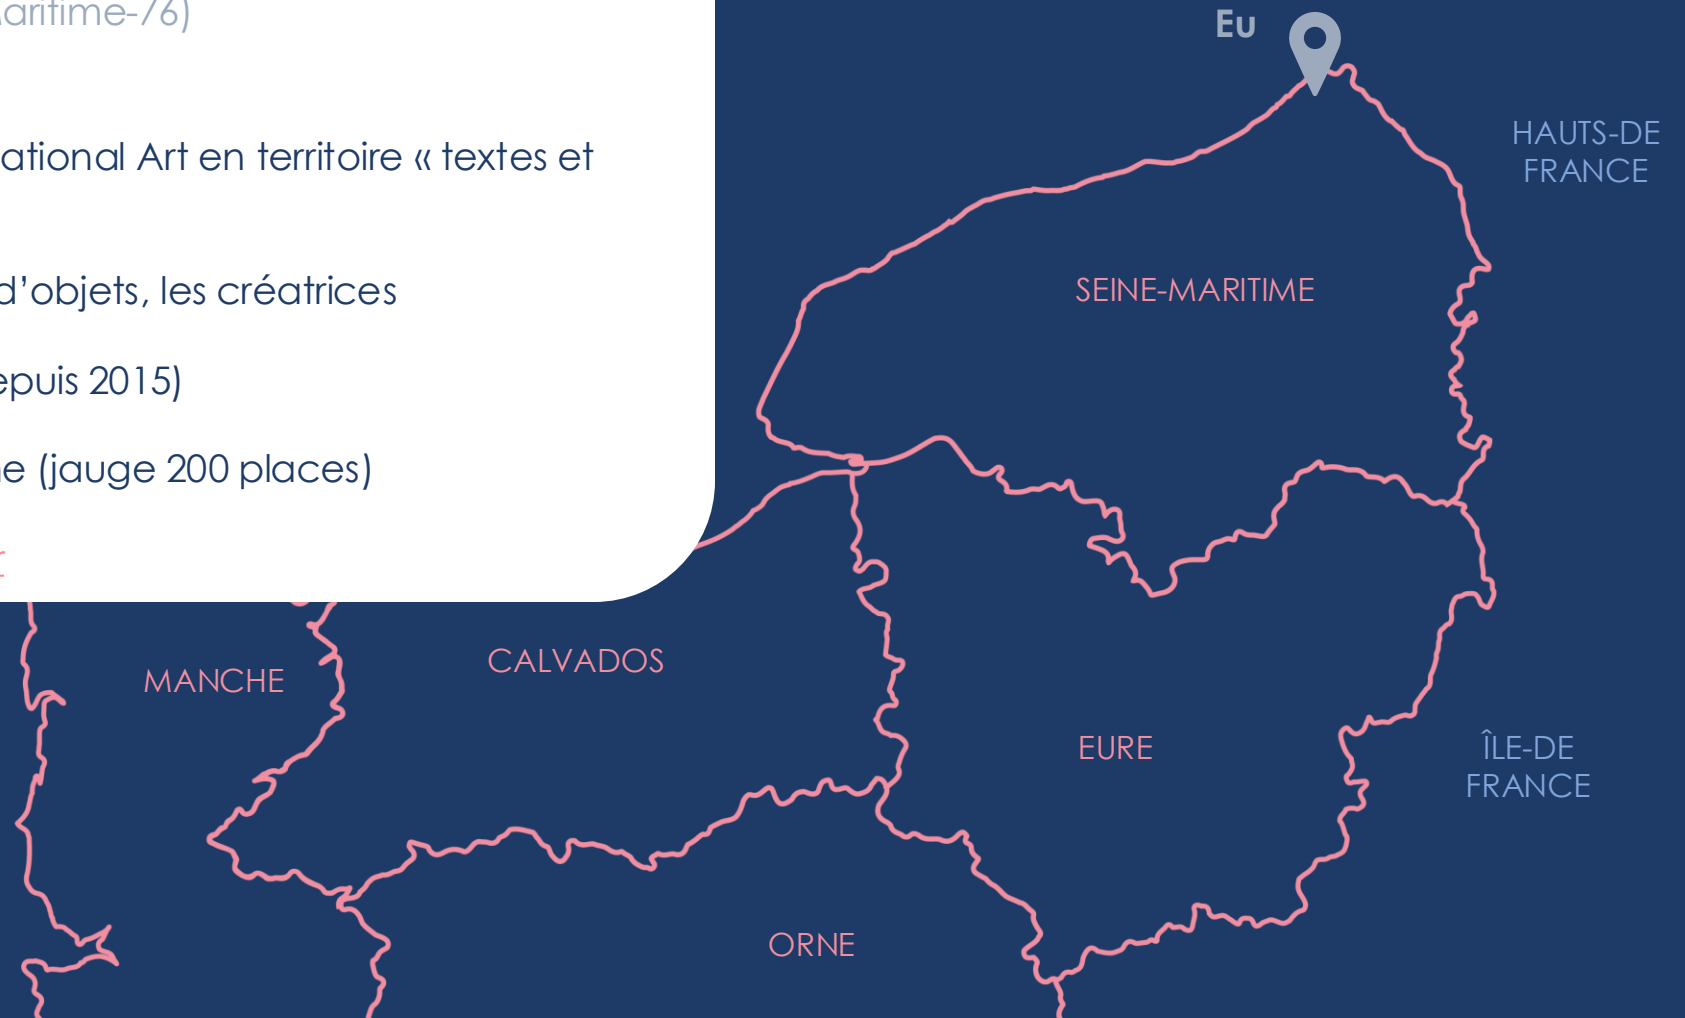 aritime-76)
ational Art en territoire « textes et
d’objets, les créatrices
epuis 2015)
e (jauge 200 places)
Eu
HAUTS-DE
FRANCE
SEINE-MARITIME
CALVADOS
MANCHE
EURE
ÎLE-DE
FRANCE
ORNE